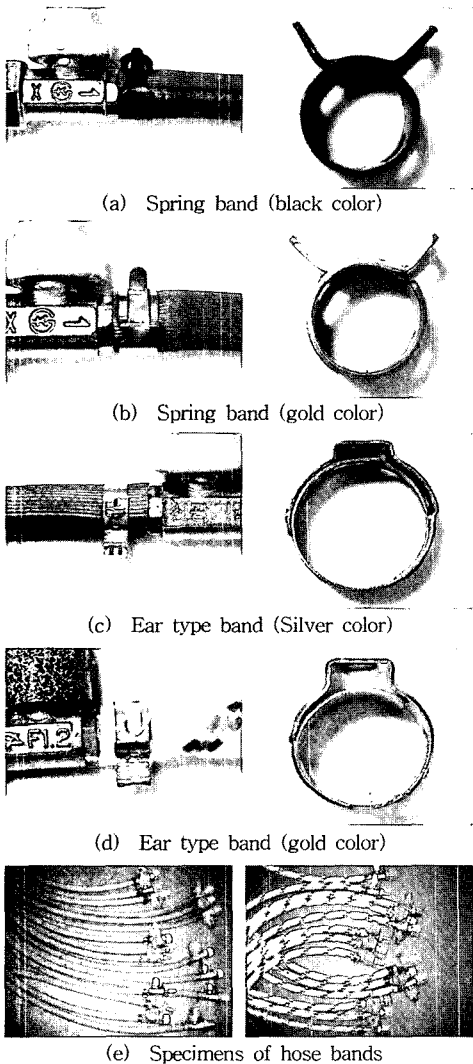 (a) Spring band (black color)
(b) Spring band (gold color)
(c) Ear type band (Silver color)
F1.2
(d) Ear type band (gold color)
(e) Specimens of hose bands